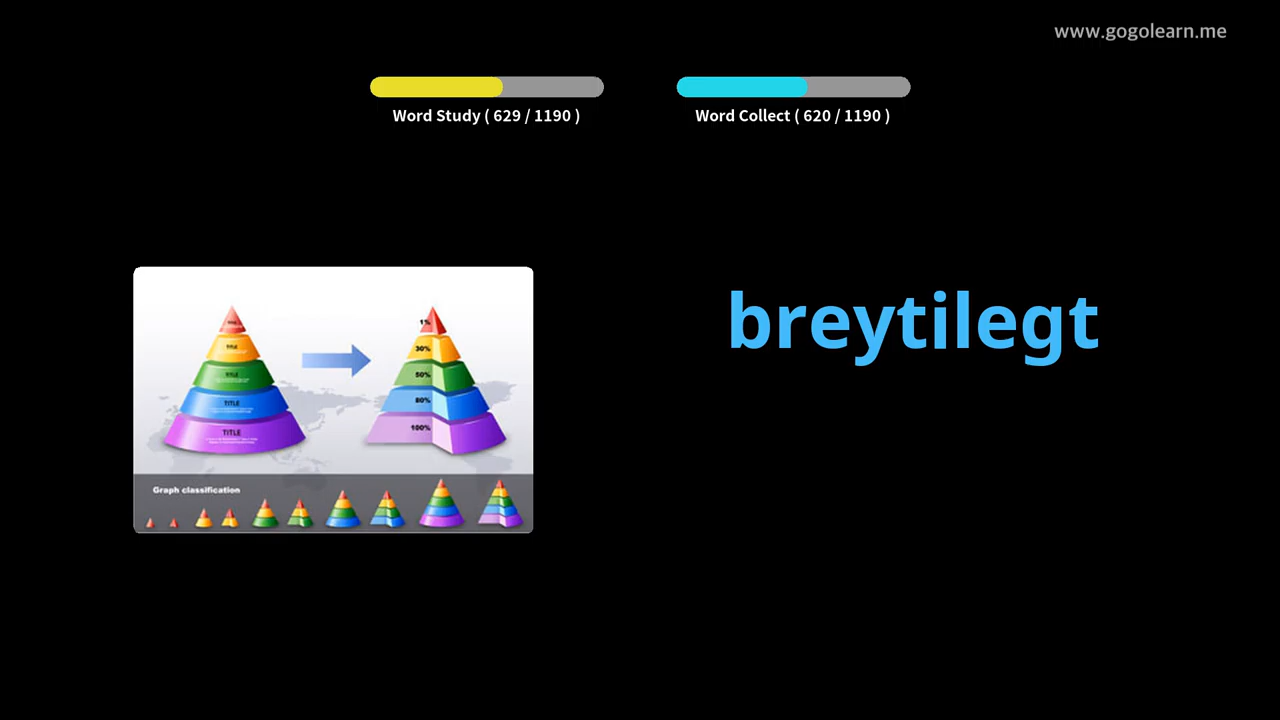 www.gogolearn.me
Word Study ( 629 / 1190 )
Word Collect ( 620 / 1190 )
breytilegt
TITLE
TITLE
TITLE
TITLE
1%
30%
50%
80%
100%
Graph classification